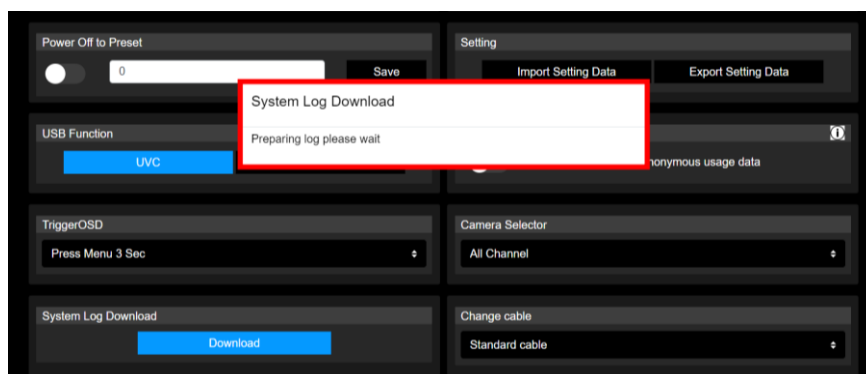 Power Off to Preset
0
Save
Setting
Import Setting Data
Export Setting Data
System Log Download
Preparing log please wait
USB Function
UVC
usage data
TriggerOSD
Press Menu 3 Sec
Camera Selector
All Channel
System Log Download
Download
Change cable
Standard cable